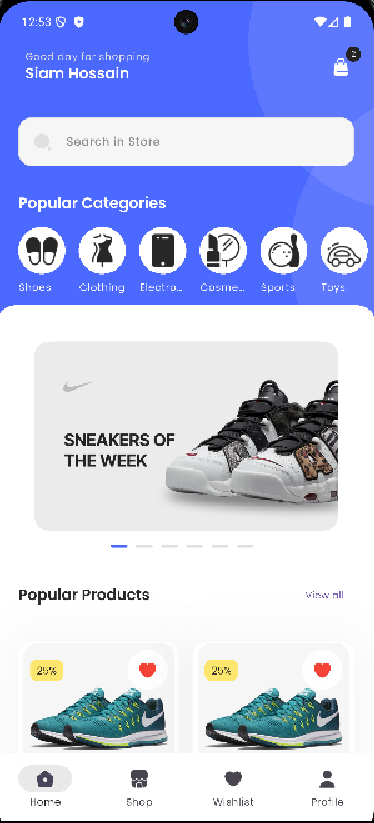 12:53
Good day for shopping
Siam Hossain
2
Search in Store
Popular Categories
Shoes
Clothing
Electro...
Cosme...
Sports
Toys
SNEAKERS OF
THE WEEK
Popular Products
View all
25%
25%
Home
Shop
Wishlist
Profile